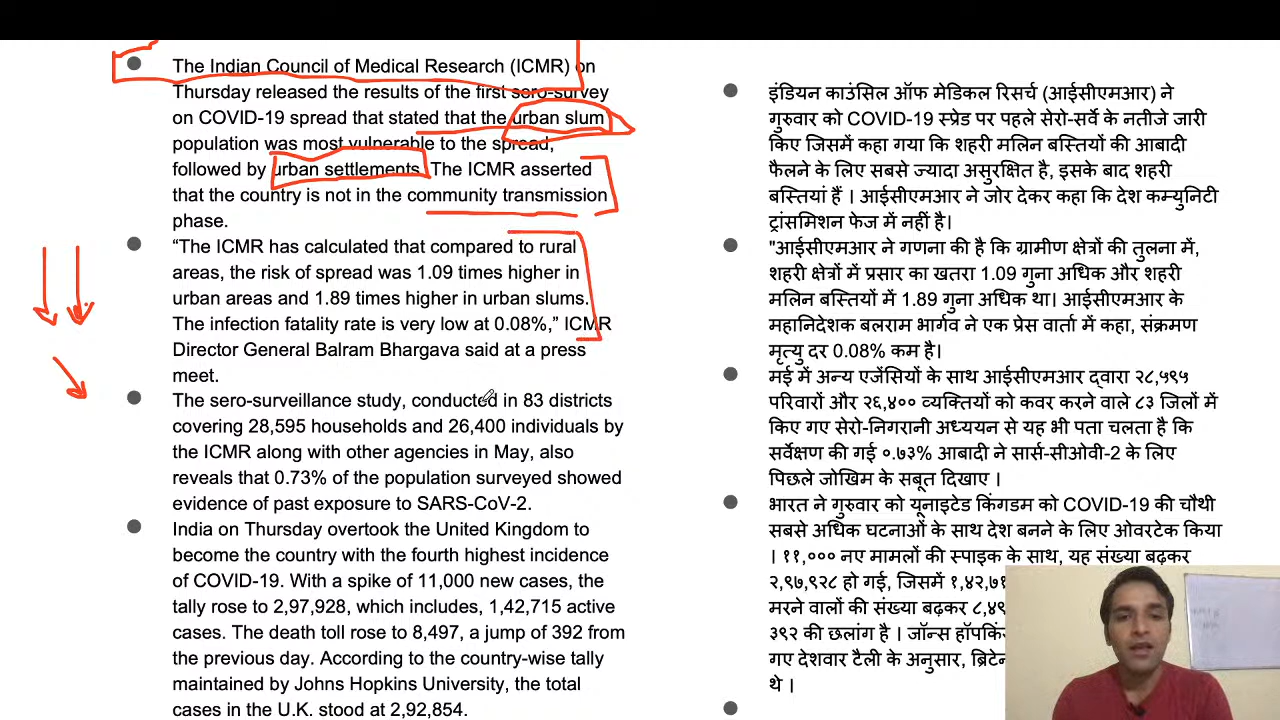 The Indian Council of Medical Research (ICMR) on
Thursday released the results of the first sero-survey
on COVID-19 spread that stated that the urban slum
population was most vulnerable to the spread,
followed by urban settlements. The ICMR asserted
that the country is not in the community transmission
phase.
“The ICMR has calculated that compared to rural
areas, the risk of spread was 1.09 times higher in
urban areas and 1.89 times higher in urban slums.
The infection fatality rate is very low at 0.08%,” ICMR
Director General Balram Bhargava said at a press
meet.
The sero-surveillance study, conducted in 83 districts
covering 28,595 households and 26,400 individuals by
the ICMR along with other agencies in May, also
reveals that 0.73% of the population surveyed showed
evidence of past exposure to SARS-CoV-2.
India on Thursday overtook the United Kingdom to
become the country with the fourth highest incidence
of COVID-19. With a spike of 11,000 new cases, the
tally rose to 2,97,928, which includes, 1,42,715 active
cases. The death toll rose to 8,497, a jump of 392 from
the previous day. According to the country-wise tally
maintained by Johns Hopkins University, the total
cases in the U.K. stood at 2,92,854.
इंडियन काउंसिल ऑफ मेडिकल रिसर्च (आईसीएमआर) ने
गुरुवार को COVID-19 स्प्रेड पर पहले सेरो-सर्वे के नतीजे जारी
किए जिसमें कहा गया कि शहरी मलिन बस्तियों की आबादी
फैलने के लिए सबसे ज्यादा असुरक्षित है, इसके बाद शहरी
बस्तियां हैं । आईसीएमआर ने जोर देकर कहा कि देश कम्युनिटी
ट्रांसमिशन फेज में नहीं है।
"आईसीएमआर ने गणना की है कि ग्रामीण क्षेत्रों की तुलना में,
शहरी क्षेत्रों में प्रसार का खतरा 1.09 गुना अधिक और शहरी
मलिन बस्तियों में 1.89 गुना अधिक था। आईसीएमआर के
महानिदेशक बलराम भार्गव ने एक प्रेस वार्ता में कहा, संक्रमण
मृत्यु दर 0.08% कम है।
मई में अन्य एजेंसियों के साथ आईसीएमआर द्वारा २८,५९५
परिवारों और २६,४०० व्यक्तियों को कवर करने वाले ८३ जिलों में
किए गए सेरो-निगरानी अध्ययन से यह भी पता चलता है कि
सर्वेक्षण की गई ०.७३% आबादी ने सार्स-सीओवी-2 के लिए
पिछले जोखिम के सबूत दिखाए ।
भारत ने गुरुवार को यूनाइटेड किंगडम को COVID-19 की चौथी
सबसे अधिक घटनाओं के साथ देश बनने के लिए ओवरटेक किया
। ११,००० नए मामलों की स्पाइक के साथ, यह संख्या बढ़कर
२,९७,९२८ हो गई, जिसमें १,४२,७१
मरने वालों की संख्या बढ़कर ८,४९
३९२ की छलांग है । जॉन्स हॉपकि
गए देशवार टैली के अनुसार, ब्रिटेन
थे ।